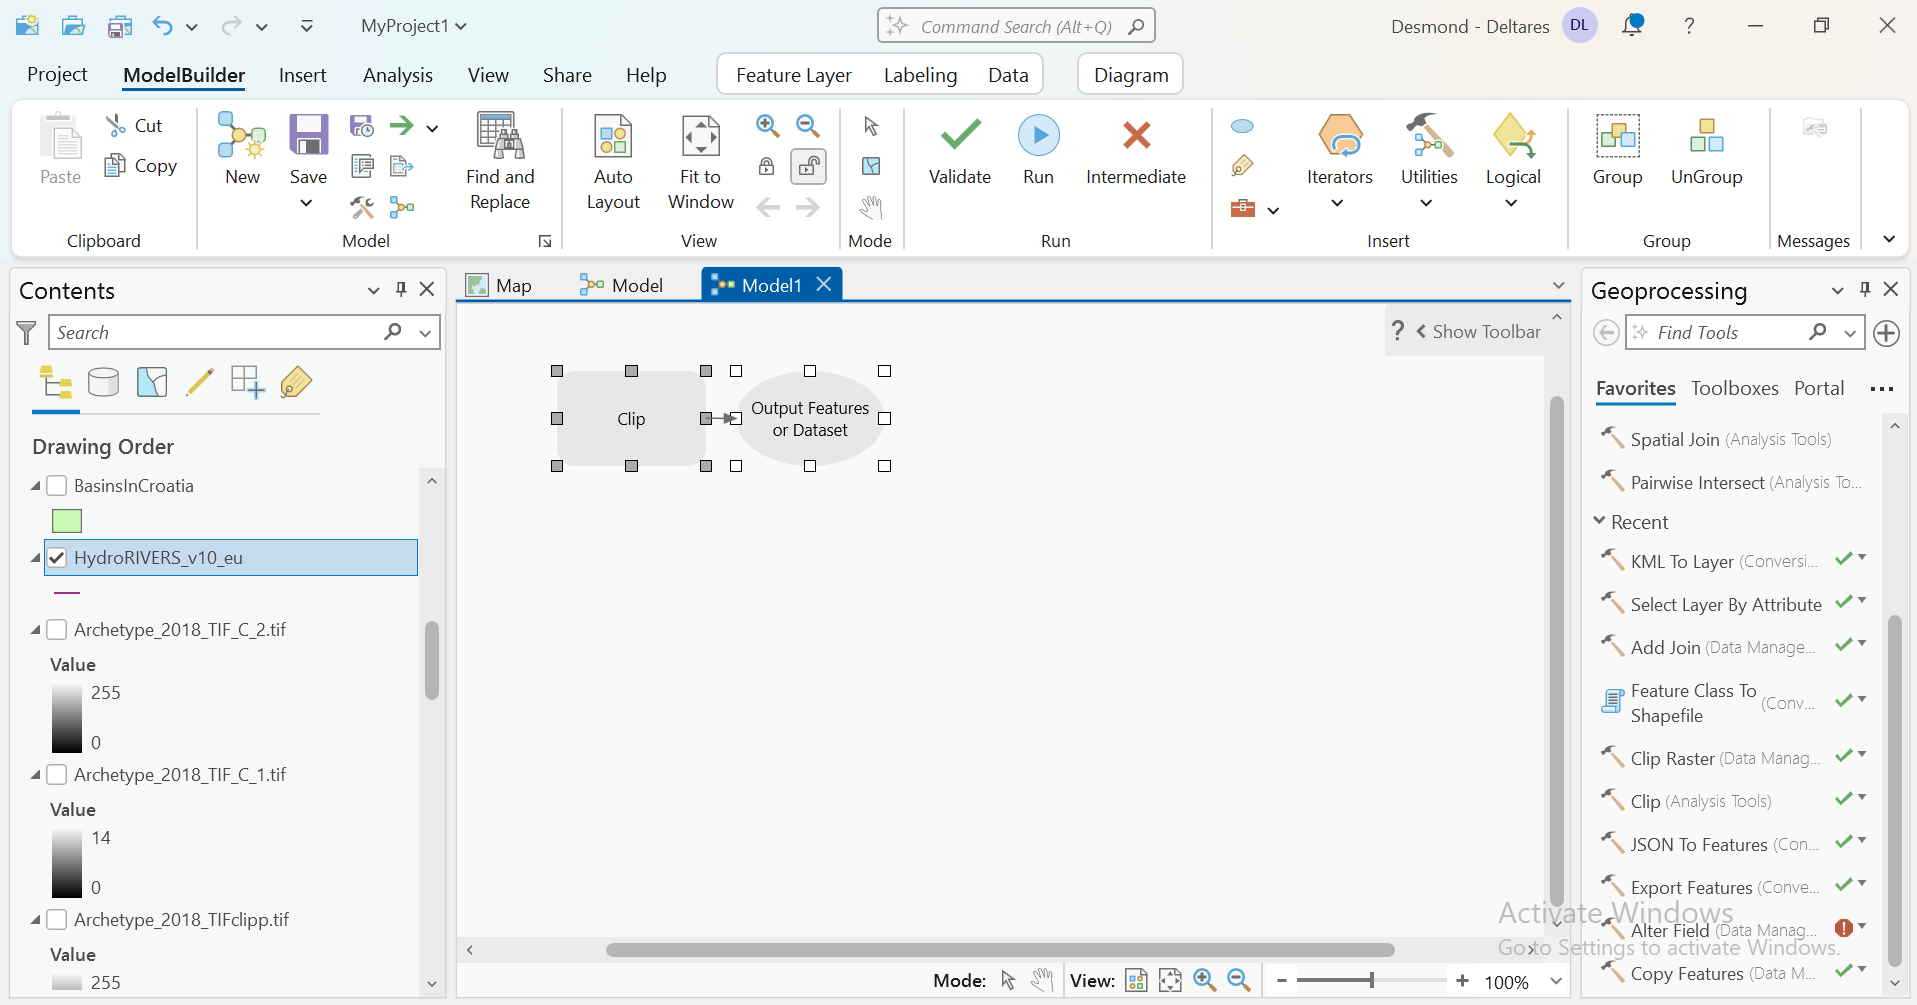 MyProject1
Command Search (Alt+Q)
Desmond - Deltares
DL
?
Project
ModelBuilder
Insert
Analysis
View
Share
Help
Feature Layer
Labeling
Data
Diagram
Paste
Cut
Copy
Clipboard
New
Save
Find and
Replace
Model
Auto
Layout
Fit to
Window
View
Mode
Validate
Run
Intermediate
Run
Iterators
Utilities
Logical
Insert
Group
UnGroup
Group
Messages
Contents
Search
Drawing Order
BasinsInCroatia
HydroRIVERS_v10_eu
Archetype_2018_TIF_C_2.tif
Value
255
0
Archetype_2018_TIF_C_1.tif
Value
14
0
Archetype_2018_TIFclipp.tif
Value
255
Map
Model
Model1
? Show Toolbar
Clip
Output Features
or Dataset
Mode:
View:
100%
Geoprocessing
Find Tools
Favorites
Toolboxes
Portal
Spatial Join (Analysis Tools)
Pairwise Intersect (Analysis To...
Recent
KML To Layer (Conversi...
Select Layer By Attribute
Add Join (Data Manage...
Feature Class To
Shapefile
(Conv...
Clip Raster (Data Manag...
Clip (Analysis Tools)
JSON To Features (Con...
Export Features (Conve...
Alter Field (Data Manag...
Copy Features (Data M...
Activate Windows
Go to Settings to activate Windows.